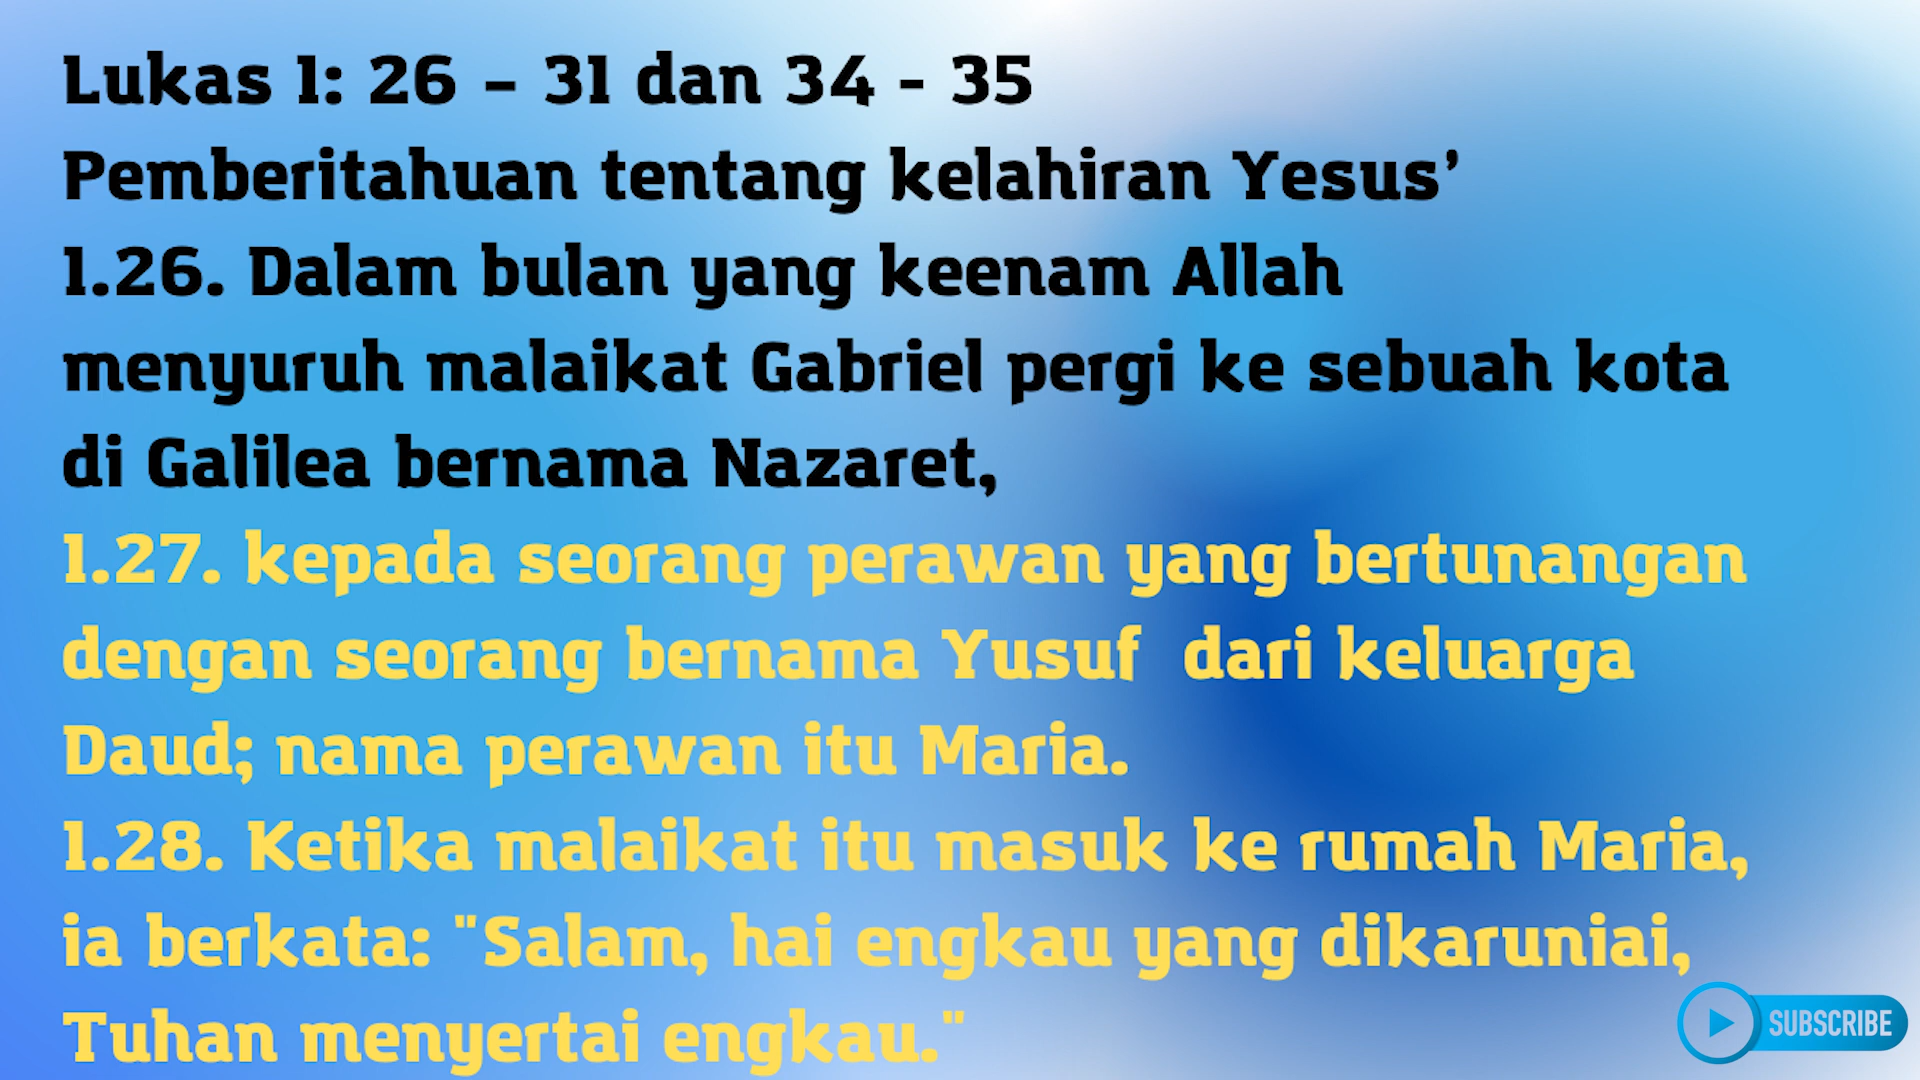 Lukas 1: 26 – 31 dan 34 - 35
Pemberitahuan tentang kelahiran Yesus’
1.26. Dalam bulan yang keenam Allah
menyuruh malaikat Gabriel pergi ke sebuah kota
di Galilea bernama Nazaret,
1.27. kepada seorang perawan yang bertunangan
dengan seorang bernama Yusuf  dari keluarga
Daud; nama perawan itu Maria.
1.28. Ketika malaikat itu masuk ke rumah Maria,
ia berkata: "Salam, hai engkau yang dikaruniai,
Tuhan menyertai engkau."
SUBSCRIBE